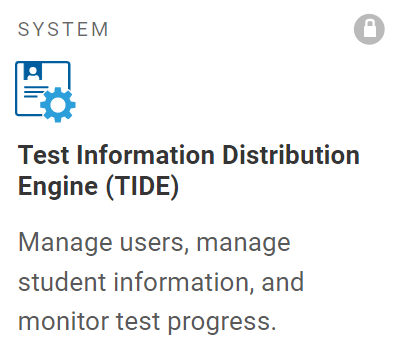 SYSTEM
Test Information Distribution
Engine (TIDE)
Manage users, manage
student information, and
monitor test progress.